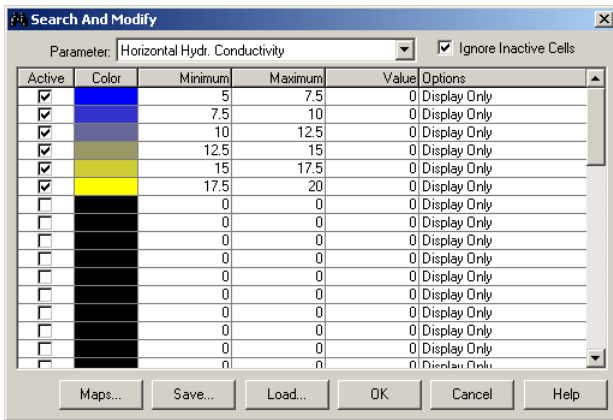 Search And Modify
Parameter: Horizontal Hydr. Conductivity Ignore Inactive Cells
Active Color Minimum Maximum Value Options
5 7.5 0 Display Only
7.5 10 0 Display Only
10 12.5 0 Display Only
12.5 15 0 Display Only
15 17.5 0 Display Only
17.5 20 0 Display Only
0 0 0 Display Only
0 0 0 Display Only
0 0 0 Display Only
0 0 0 Display Only
0 0 0 Display Only
0 0 0 Display Only
0 0 0 Display Only
0 0 0 Display Only
0 0 0 Display Only
0 0 0 Display Only
Maps... Save... Load... OK Cancel Help